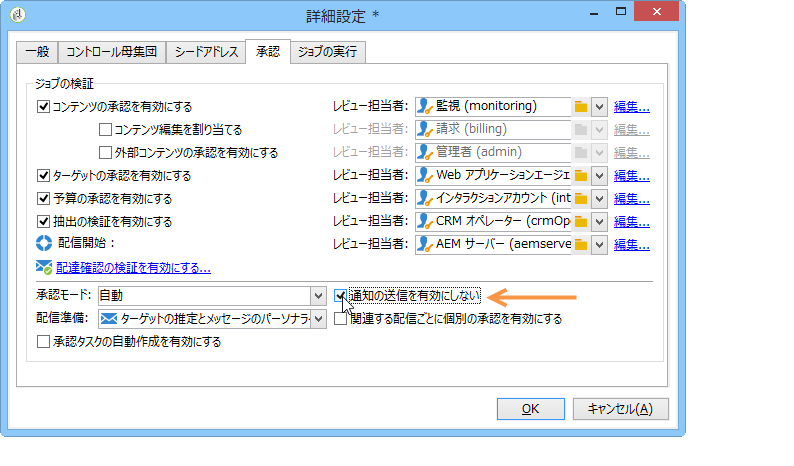 詳細設定 *
一般 コントロール母集団 シードアドレス 承認 ジョブの実行
ジョブの検証
コンテンツの承認を有効にする レビュー担当者: 監視 (monitoring) 編集...
コンテンツ編集を割り当てる レビュー担当者: 請求 (billing) 編集...
外部コンテンツの承認を有効にする レビュー担当者: 管理者 (admin) 編集...
ターゲットの承認を有効にする レビュー担当者: Web アプリケーションエージェ 編集...
予算の承認を有効にする レビュー担当者: インタラクションアカウント (int 編集...
抽出の検証を有効にする レビュー担当者: CRM オペレーター (crmOp 編集...
配信開始 : レビュー担当者: AEM サーバー (aemserve 編集...
配達確認の検証を有効にする...
承認モード: 自動 通知の送信を有効にしない
配信準備: ターゲットの推定とメッセージのパーソナラ 関連する配信ごとに個別の承認を有効にする
承認タスクの自動作成を有効にする
OK キャンセル(A)